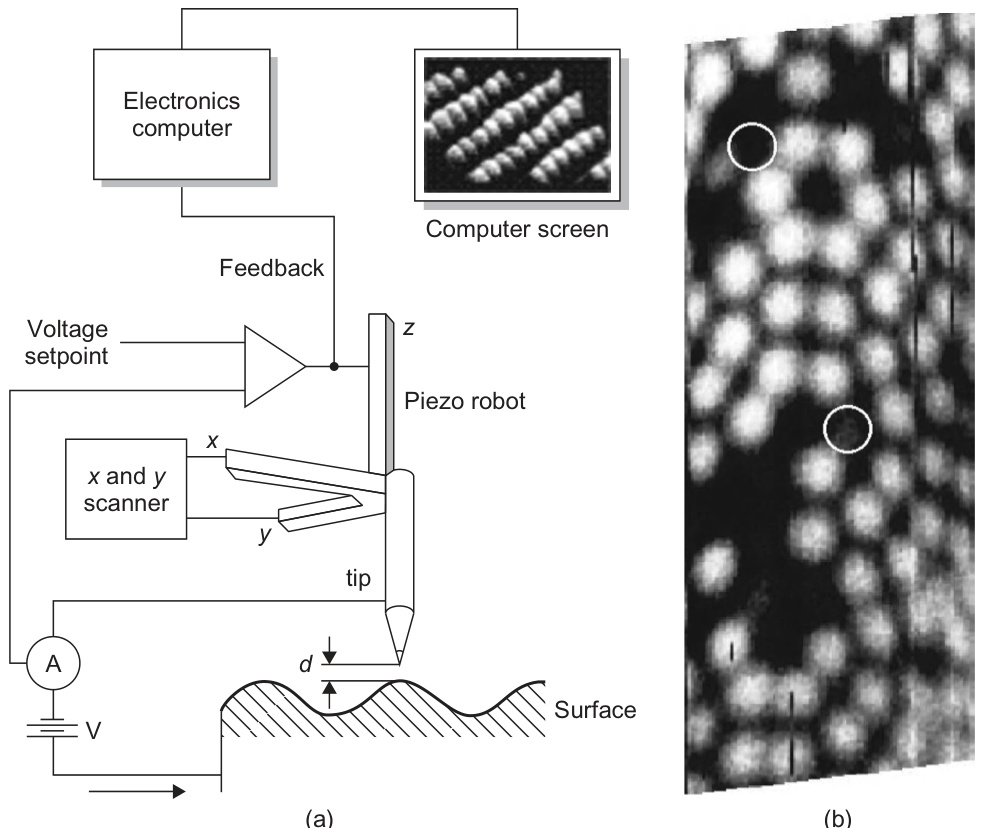 Electronics
computer
Computer screen
Feedback
Voltage
setpoint
z
Piezo robot
x
x and y
scanner
y
tip
A
d
Surface
V
(a)
(b)